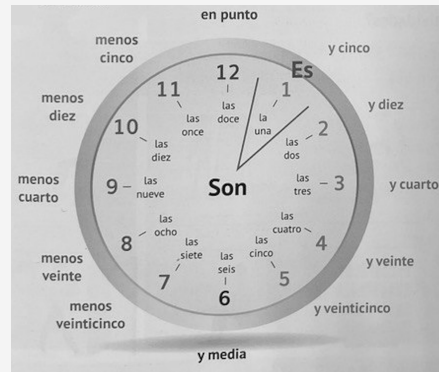 en punto
menos
cinco
y cinco
Es
12
11
1
las
doce
las
once
la
una
menos
diez
y diez
10
2
las
diez
las
dos
menos
cuarto
y cuarto
9
3
las
nueve
Son
las
tres
8
4
las
ocho
las
cuatro
menos
veinte
y veinte
7
5
las
siete
las
cinco
las
seis
6
menos
veinticinco
y veinticinco
y media